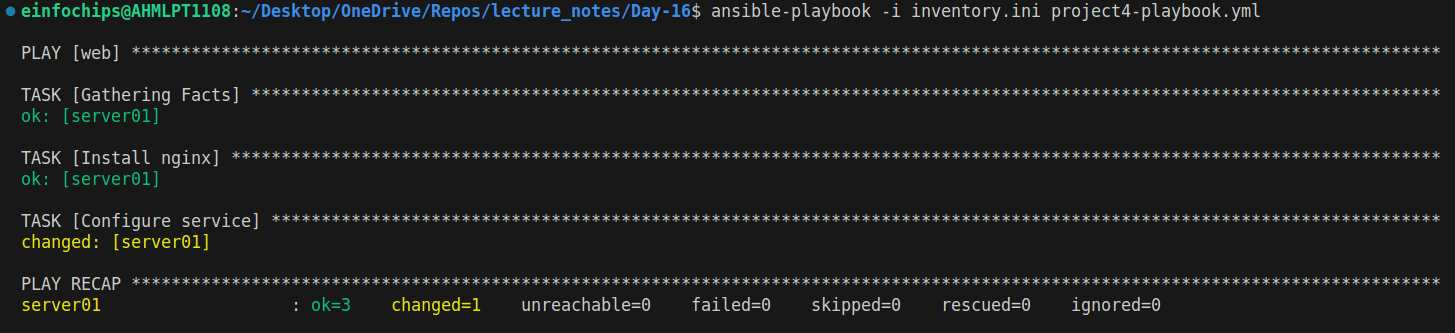 einfochips@AHMLPT1108:~/Desktop/OneDrive/Repos/lecture_notes/Day-16$ ansible-playbook -i inventory.ini project4-playbook.yml
PLAY [web] ***********************************************************************************************************************************
TASK [Gathering Facts] ***********************************************************************************************************************
ok: [server01]
TASK [Install nginx] *************************************************************************************************************************
ok: [server01]
TASK [Configure service] *********************************************************************************************************************
changed: [server01]
PLAY RECAP ***********************************************************************************************************************************
server01                   : ok=3    changed=1    unreachable=0    failed=0    skipped=0    rescued=0    ignored=0